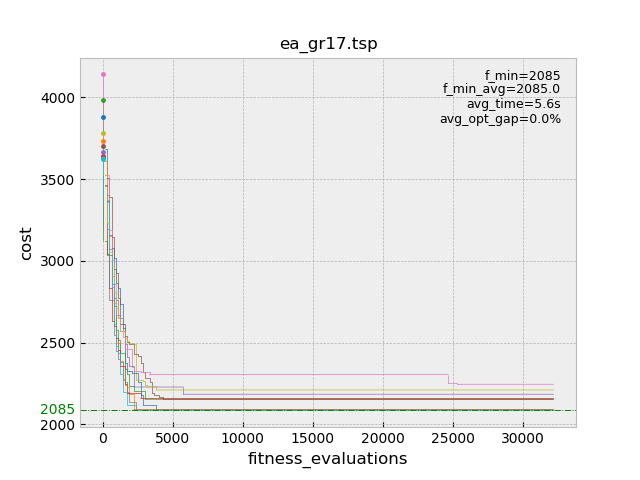 ea_gr17.tsp
f_min=2085
f_min_avg=2085.0
avg_time=5.6s
avg_opt_gap=0.0%
cost
4000
3500
3000
2500
2085
2000
0 5000 10000 15000 20000 25000 30000
fitness_evaluations